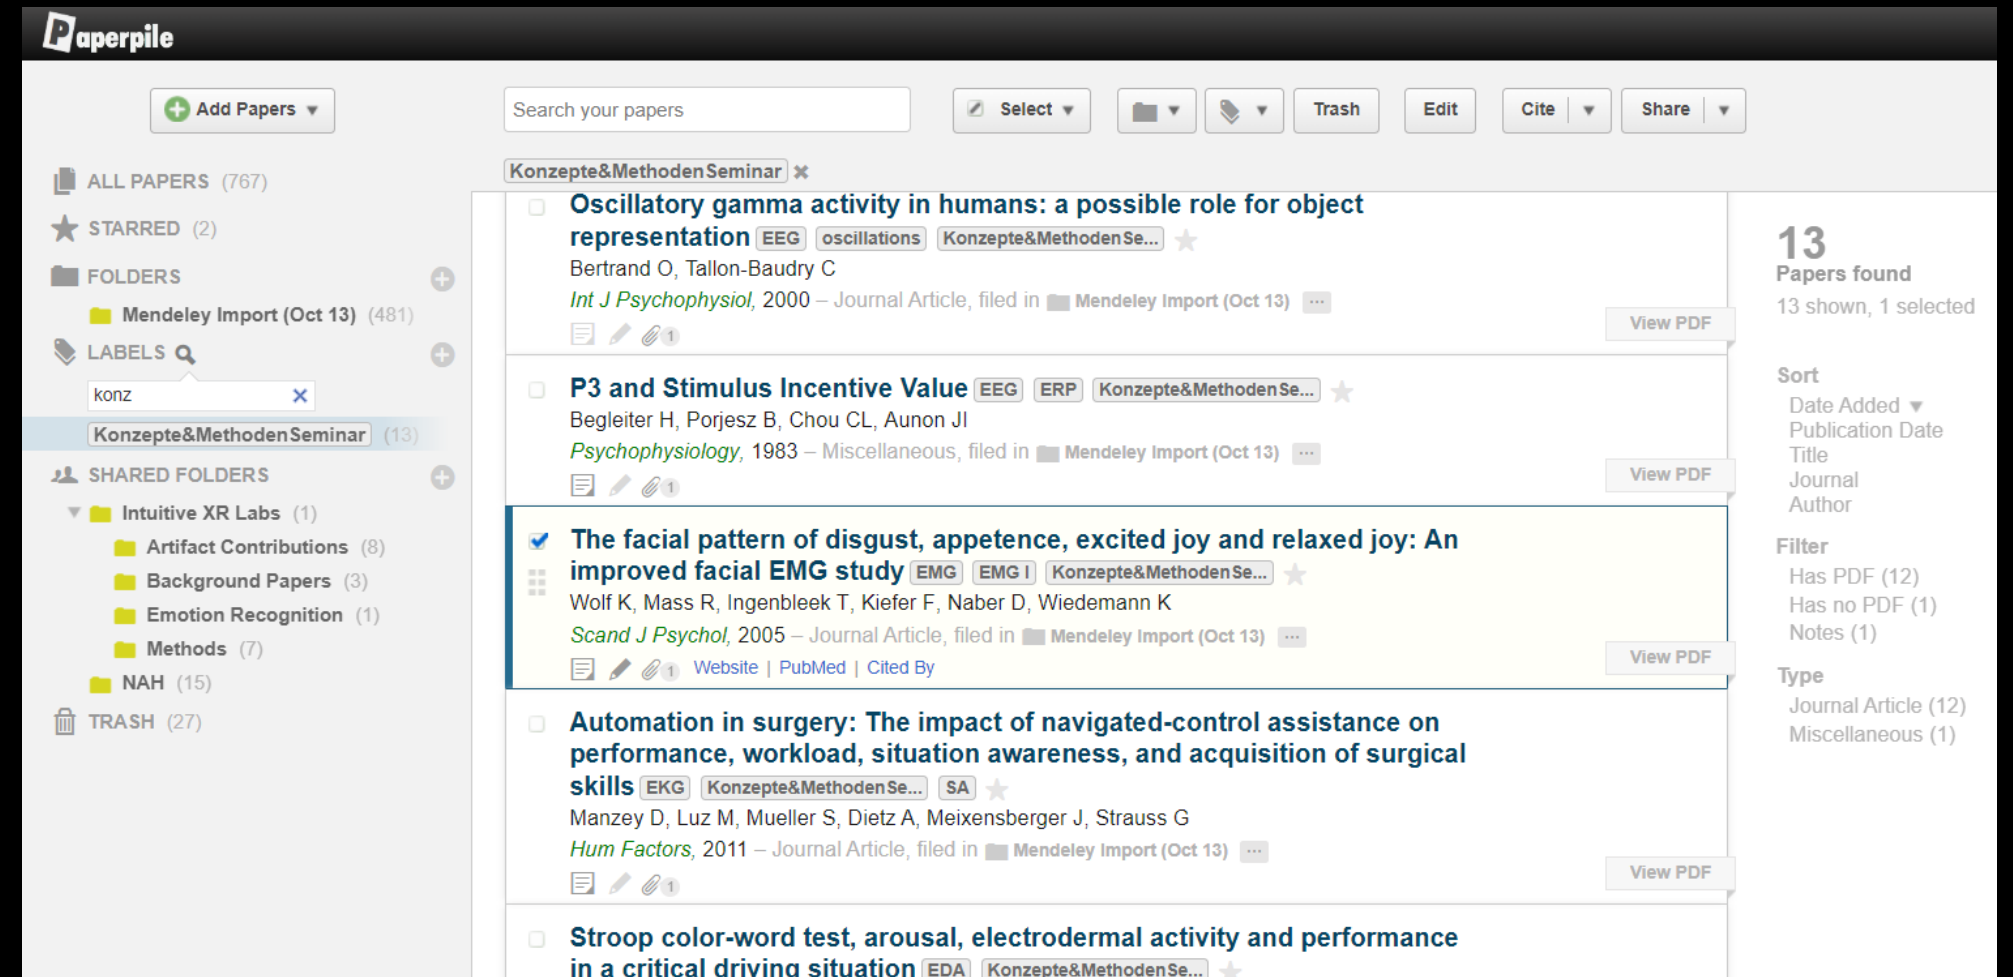 Paperpile
Add Papers
Search your papers
Select
Trash
Edit
Cite
Share
Konzepte&MethodenSeminar
ALL PAPERS (767)
STARRED (2)
FOLDERS
Mendeley Import (Oct 13) (481)
LABELS
konz
Konzepte&MethodenSeminar (13)
SHARED FOLDERS
Intuitive XR Labs (1)
Artifact Contributions (8)
Background Papers (3)
Emotion Recognition (1)
Methods (7)
NAH (15)
TRASH (27)
Oscillatory gamma activity in humans: a possible role for object
representation EEG oscillations Konzepte&MethodenSe...
Bertrand O, Tallon-Baudry C
Int J Psychophysiol, 2000 – Journal Article, filed in Mendeley Import (Oct 13) ...
1
View PDF
P3 and Stimulus Incentive Value EEG ERP Konzepte&MethodenSe...
Begleiter H, Porjesz B, Chou CL, Aunon JI
Psychophysiology, 1983 – Miscellaneous, filed in Mendeley Import (Oct 13) ...
1
View PDF
The facial pattern of disgust, appetence, excited joy and relaxed joy: An
improved facial EMG study EMG EMG I Konzepte&MethodenSe...
Wolf K, Mass R, Ingenbleek T, Kiefer F, Naber D, Wiedemann K
Scand J Psychol, 2005 – Journal Article, filed in Mendeley Import (Oct 13) ...
1 Website | PubMed | Cited By
View PDF
Automation in surgery: The impact of navigated-control assistance on
performance, workload, situation awareness, and acquisition of surgical
skills EKG Konzepte&MethodenSe... SA
Manzey D, Luz M, Mueller S, Dietz A, Meixensberger J, Strauss G
Hum Factors, 2011 – Journal Article, filed in Mendeley Import (Oct 13) ...
1
View PDF
Stroop color-word test, arousal, electrodermal activity and performance
in a critical driving situation EDA Konzepte&MethodenSe...
13
Papers found
13 shown, 1 selected
Sort
Date Added
Publication Date
Title
Journal
Author
Filter
Has PDF (12)
Has no PDF (1)
Notes (1)
Type
Journal Article (12)
Miscellaneous (1)